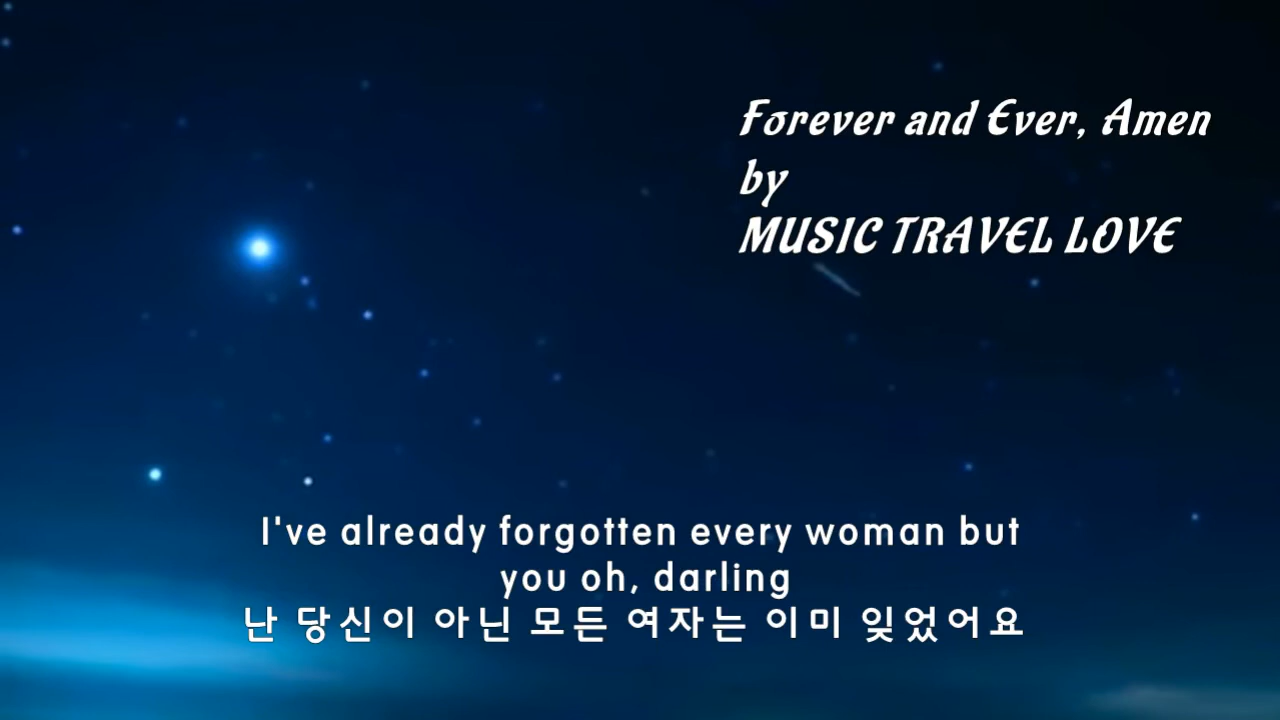 Forever and Ever, Amen
by
MUSIC TRAVEL LOVE
I've already forgotten every woman but
you oh, darling
난 당신이 아닌 모든 여자는 이미 잊었어요